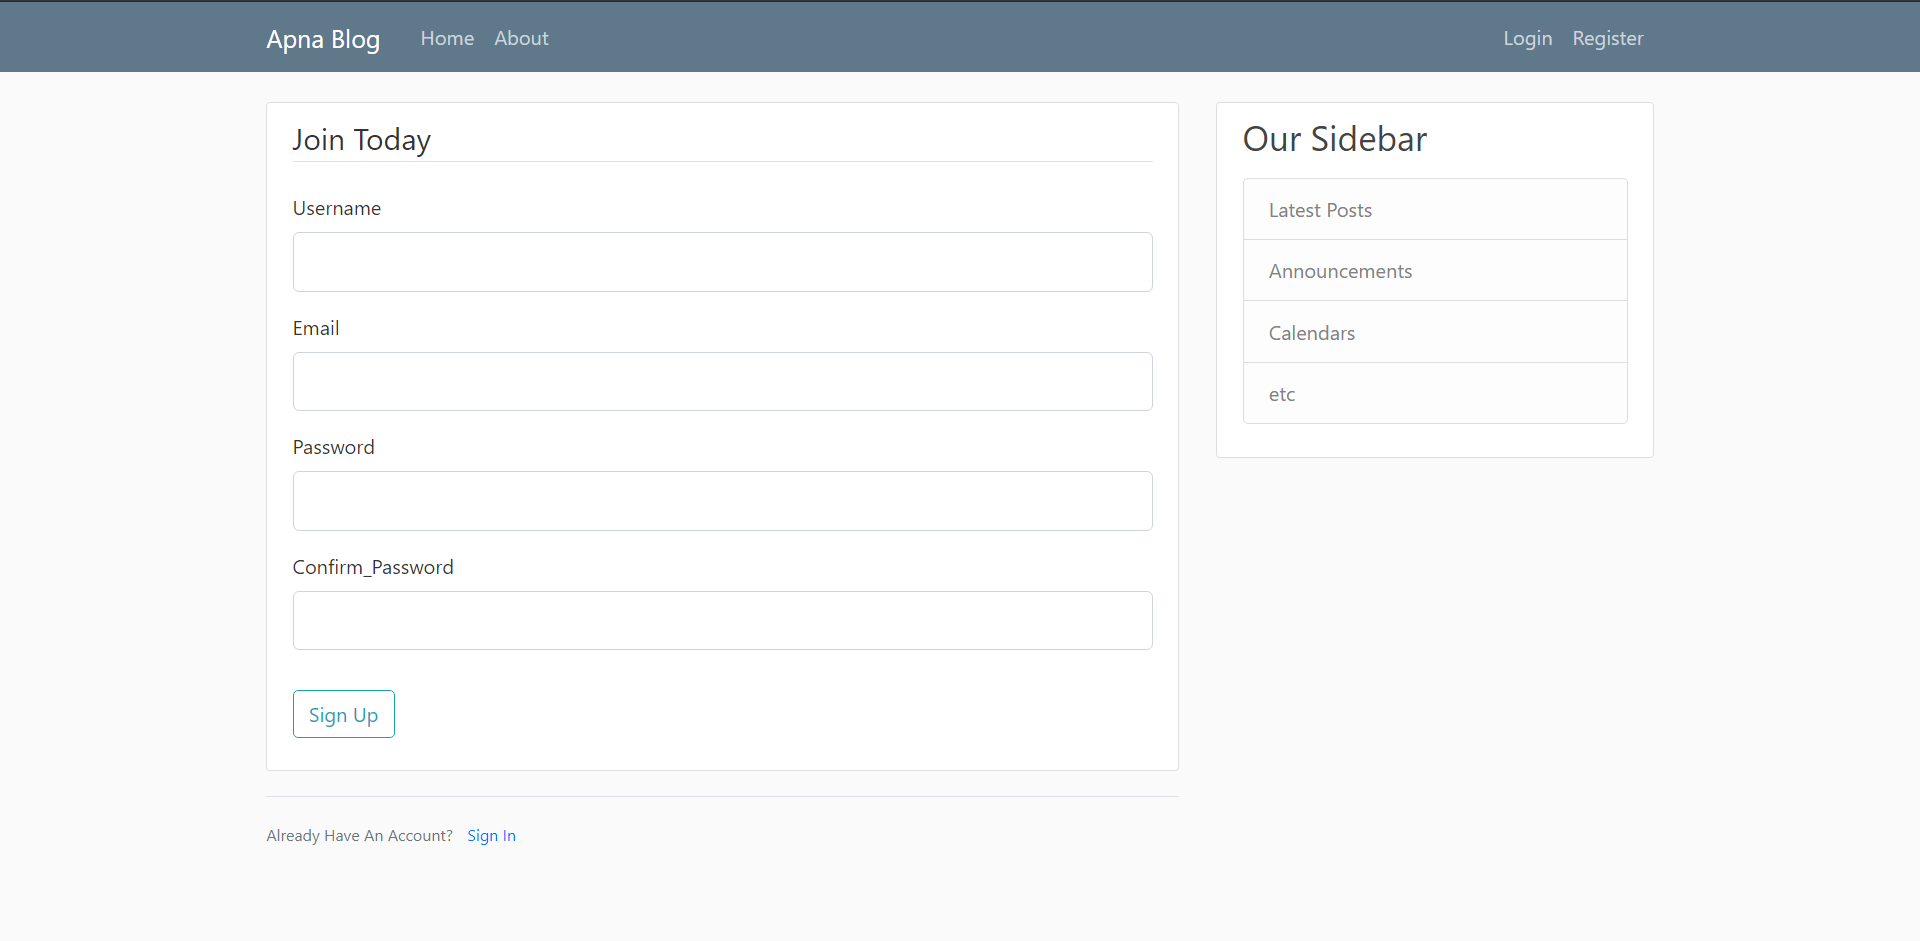 Apna Blog Home About Login Register
Join Today
Username
Email
Password
Confirm_Password
Sign Up
Already Have An Account? Sign In
Our Sidebar
Latest Posts
Announcements
Calendars
etc